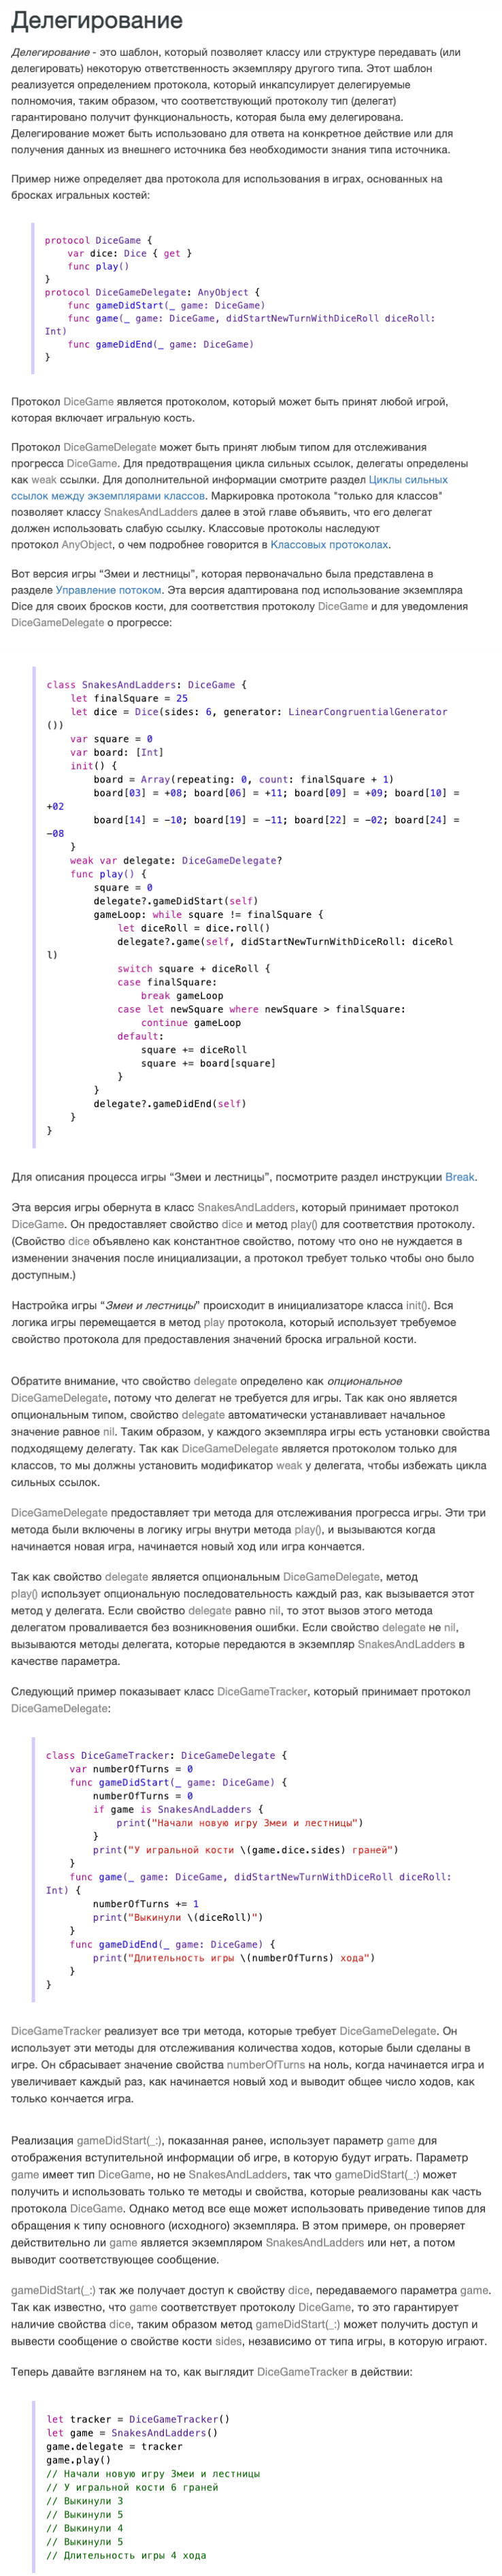 Делегирование
Делегирование - это шаблон, который позволяет классу или структуре передавать (или
делегировать) некоторую ответственность экземпляру другого типа. Этот шаблон
реализуется определением протокола, который инкапсулирует делегируемые
полномочия, таким образом, что соответствующий протоколу тип (делегат)
гарантировано получит функциональность, которая была ему делегирована.
Делегирование может быть использовано для ответа на конкретное действие или для
получения данных из внешнего источника без необходимости знания типа источника.
Пример ниже определяет два протокола для использования в играх, основанных на
бросках игральных костей:
protocol DiceGame {
    var dice: Dice { get }
    func play()
}
protocol DiceGameDelegate: AnyObject {
    func gameDidStart(_ game: DiceGame)
    func game(_ game: DiceGame, didStartNewTurnWithDiceRoll diceRoll:
Int)
    func gameDidEnd(_ game: DiceGame)
}
Протокол DiceGame является протоколом, который может быть принят любой игрой,
которая включает игральную кость.
Протокол DiceGameDelegate может быть принят любым типом для отслеживания
прогресса DiceGame. Для предотвращения цикла сильных ссылок, делегаты определены
как weak ссылки. Для дополнительной информации смотрите раздел Циклы сильных
ссылок между экземплярами классов. Маркировка протокола "только для классов"
позволяет классу SnakesAndLadders далее в этой главе объявить, что его делегат
должен использовать слабую ссылку. Классовые протоколы наследуют
протокол AnyObject, о чем подробнее говорится в Классовых протоколах.
Вот версия игры “Змеи и лестницы”, которая первоначально была представлена в
разделе Управление потоком. Эта версия адаптирована под использование экземпляра
Dice для своих бросков кости, для соответствия протоколу DiceGame и для уведомления
DiceGameDelegate о прогрессе:
class SnakesAndLadders: DiceGame {
    let finalSquare = 25
    let dice = Dice(sides: 6, generator: LinearCongruentialGenerator
())
    var square = 0
    var board: [Int]
    init() {
        board = Array(repeating: 0, count: finalSquare + 1)
        board[03] = +08; board[06] = +11; board[09] = +09; board[10] =
+02
        board[14] = -10; board[19] = -11; board[22] = -02; board[24] =
-08
    }
    weak var delegate: DiceGameDelegate?
    func play() {
        square = 0
        delegate?.gameDidStart(self)
        gameLoop: while square != finalSquare {
            let diceRoll = dice.roll()
            delegate?.game(self, didStartNewTurnWithDiceRoll: diceRol
l)
            switch square + diceRoll {
            case finalSquare:
                break gameLoop
            case let newSquare where newSquare > finalSquare:
                continue gameLoop
            default:
                square += diceRoll
                square += board[square]
            }
        }
        delegate?.gameDidEnd(self)
    }
}
Для описания процесса игры “Змеи и лестницы”, посмотрите раздел инструкции Break.
Эта версия игры обернута в класс SnakesAndLadders, который принимает протокол
DiceGame. Он предоставляет свойство dice и метод play() для соответствия протоколу.
(Свойство dice объявлено как константное свойство, потому что оно не нуждается в
изменении значения после инициализации, а протокол требует только чтобы оно было
доступным.)
Настройка игры “Змеи и лестницы” происходит в инициализаторе класса init(). Вся
логика игры перемещается в метод play протокола, который использует требуемое
свойство протокола для предоставления значений броска игральной кости.
Обратите внимание, что свойство delegate определено как опциональное
DiceGameDelegate, потому что делегат не требуется для игры. Так как оно является
опциональным типом, свойство delegate автоматически устанавливает начальное
значение равное nil. Таким образом, у каждого экземпляра игры есть установки свойства
подходящему делегату. Так как DiceGameDelegate является протоколом только для
классов, то мы должны установить модификатор weak у делегата, чтобы избежать цикла
сильных ссылок.
DiceGameDelegate предоставляет три метода для отслеживания прогресса игры. Эти три
метода были включены в логику игры внутри метода play(), и вызываются когда
начинается новая игра, начинается новый ход или игра кончается.
Так как свойство delegate является опциональным DiceGameDelegate, метод
play() использует опциональную последовательность каждый раз, как вызывается этот
метод у делегата. Если свойство delegate равно nil, то этот вызов этого метода
делегатом проваливается без возникновения ошибки. Если свойство delegate не nil,
вызываются методы делегата, которые передаются в экземпляр SnakesAndLadders в
качестве параметра.
Следующий пример показывает класс DiceGameTracker, который принимает протокол
DiceGameDelegate:
class DiceGameTracker: DiceGameDelegate {
    var numberOfTurns = 0
    func gameDidStart(_ game: DiceGame) {
        numberOfTurns = 0
        if game is SnakesAndLadders {
            print("Начали новую игру Змеи и лестницы")
        }
        print("У игральной кости \(game.dice.sides) граней")
    }
    func game(_ game: DiceGame, didStartNewTurnWithDiceRoll diceRoll:
Int) {
        numberOfTurns += 1
        print("Выкинули \(diceRoll)")
    }
    func gameDidEnd(_ game: DiceGame) {
        print("Длительность игры \(numberOfTurns) хода")
    }
}
DiceGameTracker реализует все три метода, которые требует DiceGameDelegate. Он
использует эти методы для отслеживания количества ходов, которые были сделаны в
игре. Он сбрасывает значение свойства numberOfTurns на ноль, когда начинается игра и
увеличивает каждый раз, как начинается новый ход и выводит общее число ходов, как
только кончается игра.
Реализация gameDidStart(_:), показанная ранее, использует параметр game для
отображения вступительной информации об игре, в которую будут играть. Параметр
game имеет тип DiceGame, но не SnakesAndLadders, так что gameDidStart(_:) может
получить и использовать только те методы и свойства, которые реализованы как часть
протокола DiceGame. Однако метод все еще может использовать приведение типов для
обращения к типу основного (исходного) экземпляра. В этом примере, он проверяет
действительно ли game является экземпляром SnakesAndLadders или нет, а потом
выводит соответствующее сообщение.
gameDidStart(_:) так же получает доступ к свойству dice, передаваемого параметра game.
Так как известно, что game соответствует протоколу DiceGame, то это гарантирует
наличие свойства dice, таким образом метод gameDidStart(_:) может получить доступ и
вывести сообщение о свойстве кости sides, независимо от типа игры, в которую играют.
Теперь давайте взглянем на то, как выглядит DiceGameTracker в действии:
let tracker = DiceGameTracker()
let game = SnakesAndLadders()
game.delegate = tracker
game.play()
// Начали новую игру Змеи и лестницы
// У игральной кости 6 граней
// Выкинули 3
// Выкинули 5
// Выкинули 4
// Выкинули 5
// Длительность игры 4 хода